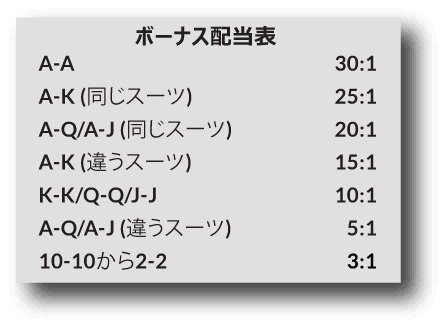 ボーナス配当表
A-A 30:1
A-K (同じスーツ) 25:1
A-Q/A-J (同じスーツ) 20:1
A-K (違うスーツ) 15:1
K-K/Q-Q/J-J 10:1
A-Q/A-J (違うスーツ) 5:1
10-10から2-2 3:1